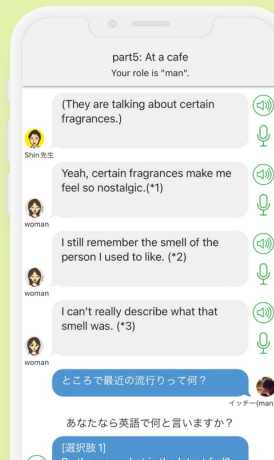 part5: At a cafe
Your role is "man".
(They are talking about certain
fragrances.)
Shin先生
Yeah, certain fragrances make me
feel so nostalgic.(*1)
woman
I still remember the smell of the
person I used to like. (*2)
woman
I can't really describe what that
smell was. (*3)
woman
ところで最近の流行りって何？
イッチー(man)
あなたなら英語で何と言いますか？
[選択肢 1]